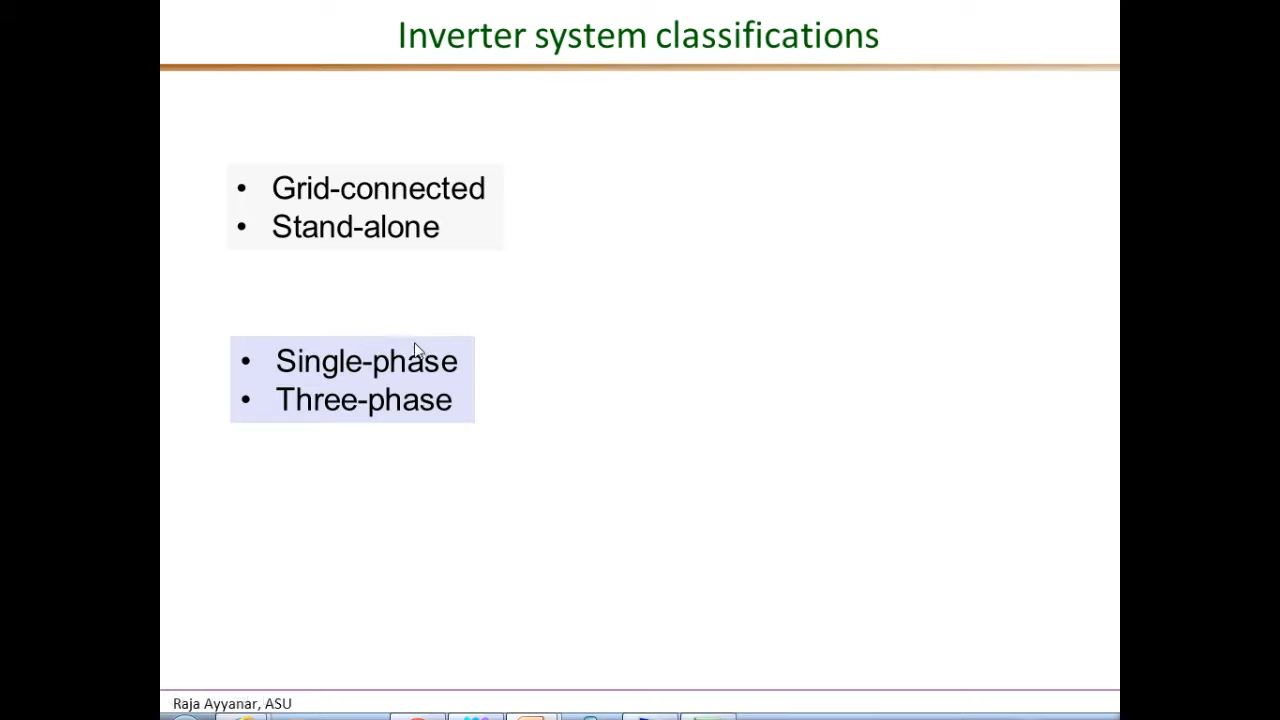 Inverter system classifications
• Grid-connected
• Stand-alone
• Single-phase
• Three-phase
Raja Ayyanar, ASU